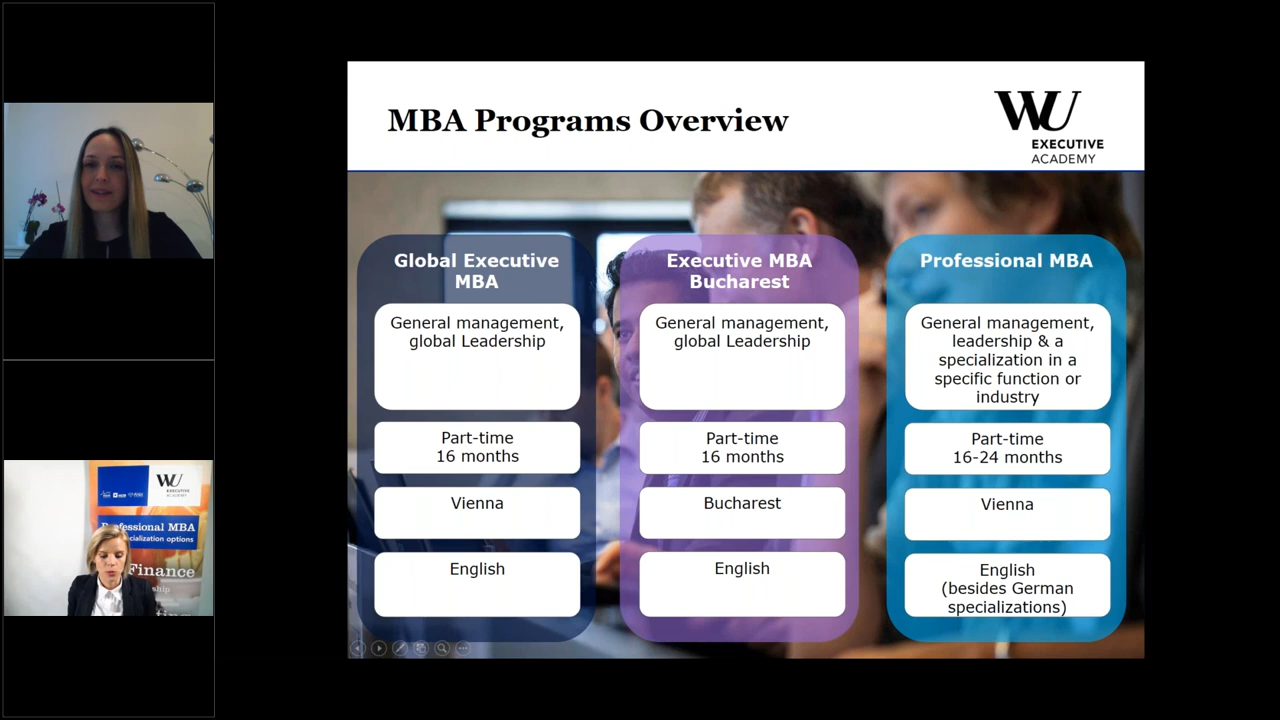 MBA Programs Overview
WU
EXECUTIVE
ACADEMY
Global Executive
MBA
General management,
global Leadership
Part-time
16 months
Vienna
English
Executive MBA
Bucharest
General management,
global Leadership
Part-time
16 months
Bucharest
English
Professional MBA
General management,
leadership & a
specialization in a
specific function or
industry
Part-time
16-24 months
Vienna
English
(besides German
specializations)
WU
EXECUTIVE
ACADEMY
Professional MBA
options
Finance